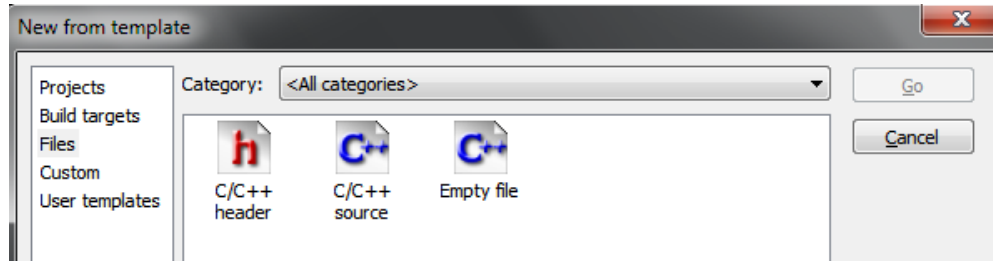 New from template
Projects
Build targets
Files
Custom
User templates
Category: <All categories>
h
C/C++
header
C++
C/C++
source
C++
Empty file
Go
Cancel